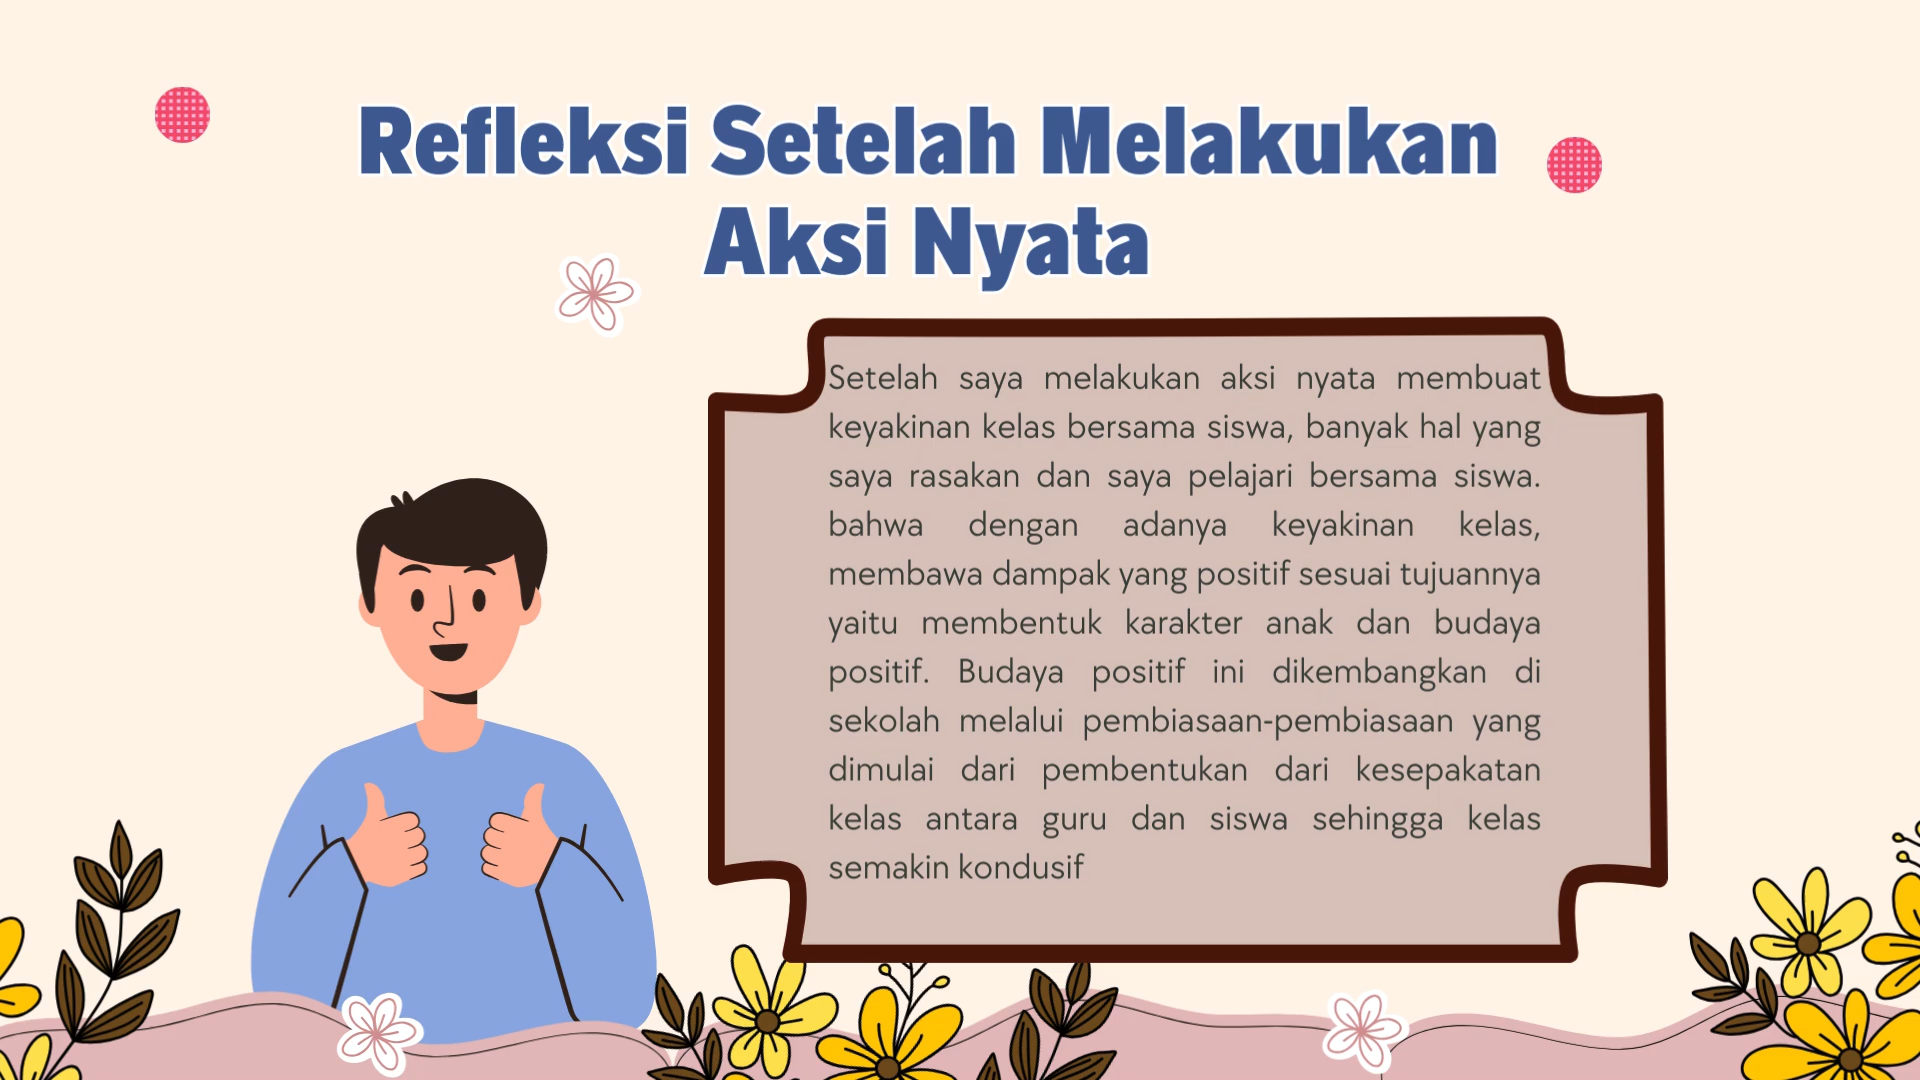 Refleksi Setelah Melakukan
Aksi Nyata
Setelah saya melakukan aksi nyata membuat
keyakinan kelas bersama siswa, banyak hal yang
saya rasakan dan saya pelajari bersama siswa.
bahwa dengan adanya keyakinan kelas,
membawa dampak yang positif sesuai tujuannya
yaitu membentuk karakter anak dan budaya
positif. Budaya positif ini dikembangkan di
sekolah melalui pembiasaan-pembiasaan yang
dimulai dari pembentukan dari kesepakatan
kelas antara guru dan siswa sehingga kelas
semakin kondusif